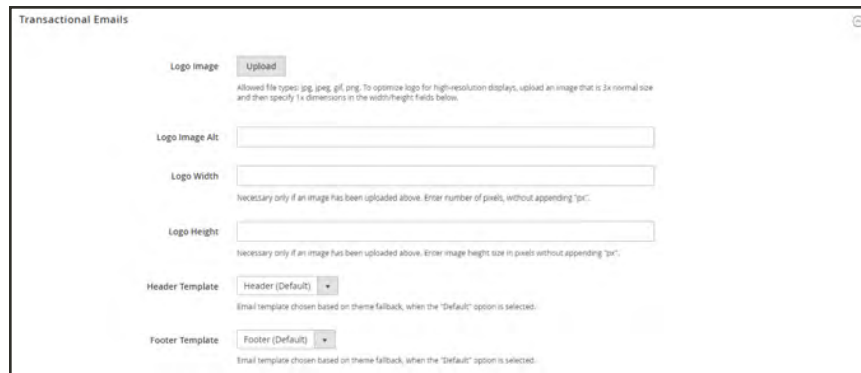 Transactional Emails
Logo Image
Upload
Allowed file types: jpg, jpeg, gif, png. To optimize logo for high-resolution displays, upload an image that is 3x normal size
and then specify 1x dimensions in the width/height fields below.
Logo Image Alt
Logo Width
Necessary only if an image has been uploaded above. Enter number of pixels, without appending "px".
Logo Height
Necessary only if an image has been uploaded above. Enter image height size in pixels without appending "px".
Header Template
Header (Default)
Email template chosen based on theme fallback, when the "Default" option is selected.
Footer Template
Footer (Default)
Email template chosen based on theme fallback, when the "Default" option is selected.